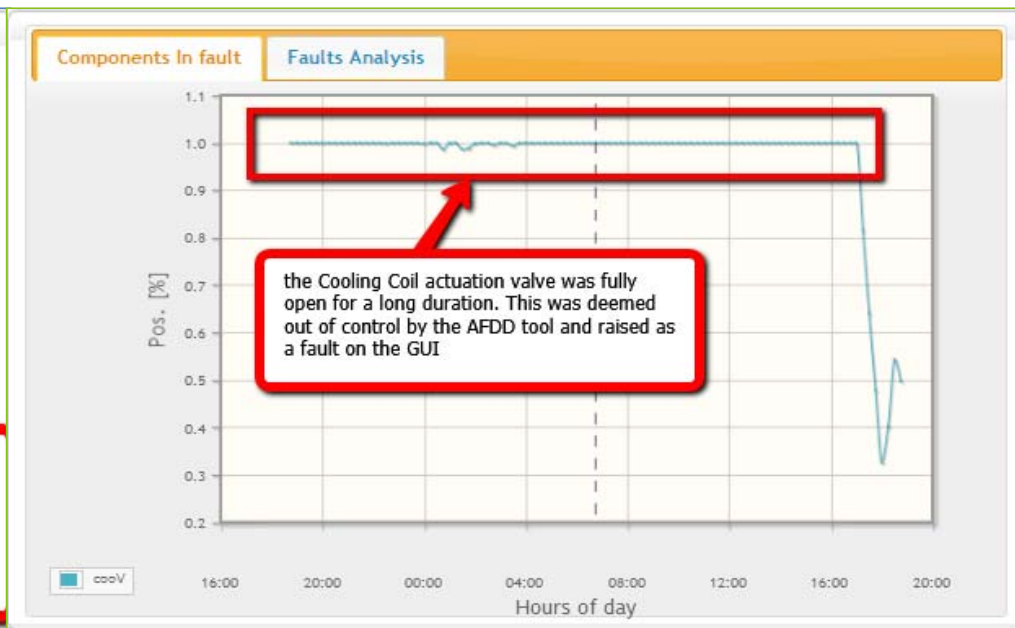 Components In fault
Faults Analysis
1.1
1.0
0.9
0.8
0.7
0.6
0.5
0.4
0.3
0.2
Pos. [%]
the Cooling Coil actuation valve was fully
open for a long duration. This was deemed
out of control by the AFDD tool and raised as
a fault on the GUI
cooV
16:00 20:00 00:00 04:00 08:00 12:00 16:00 20:00
Hours of day